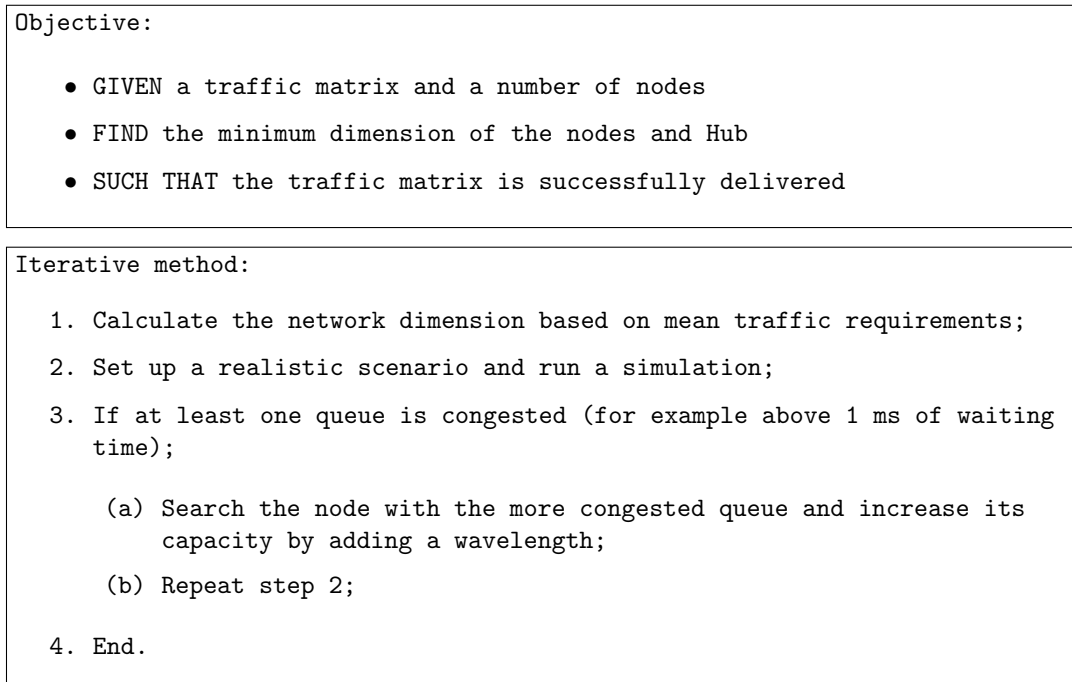 Objective:
• GIVEN a traffic matrix and a number of nodes
• FIND the minimum dimension of the nodes and Hub
• SUCH THAT the traffic matrix is successfully delivered
Iterative method:
1. Calculate the network dimension based on mean traffic requirements;
2. Set up a realistic scenario and run a simulation;
3. If at least one queue is congested (for example above 1 ms of waiting
time);
(a) Search the node with the more congested queue and increase its
capacity by adding a wavelength;
(b) Repeat step 2;
4. End.